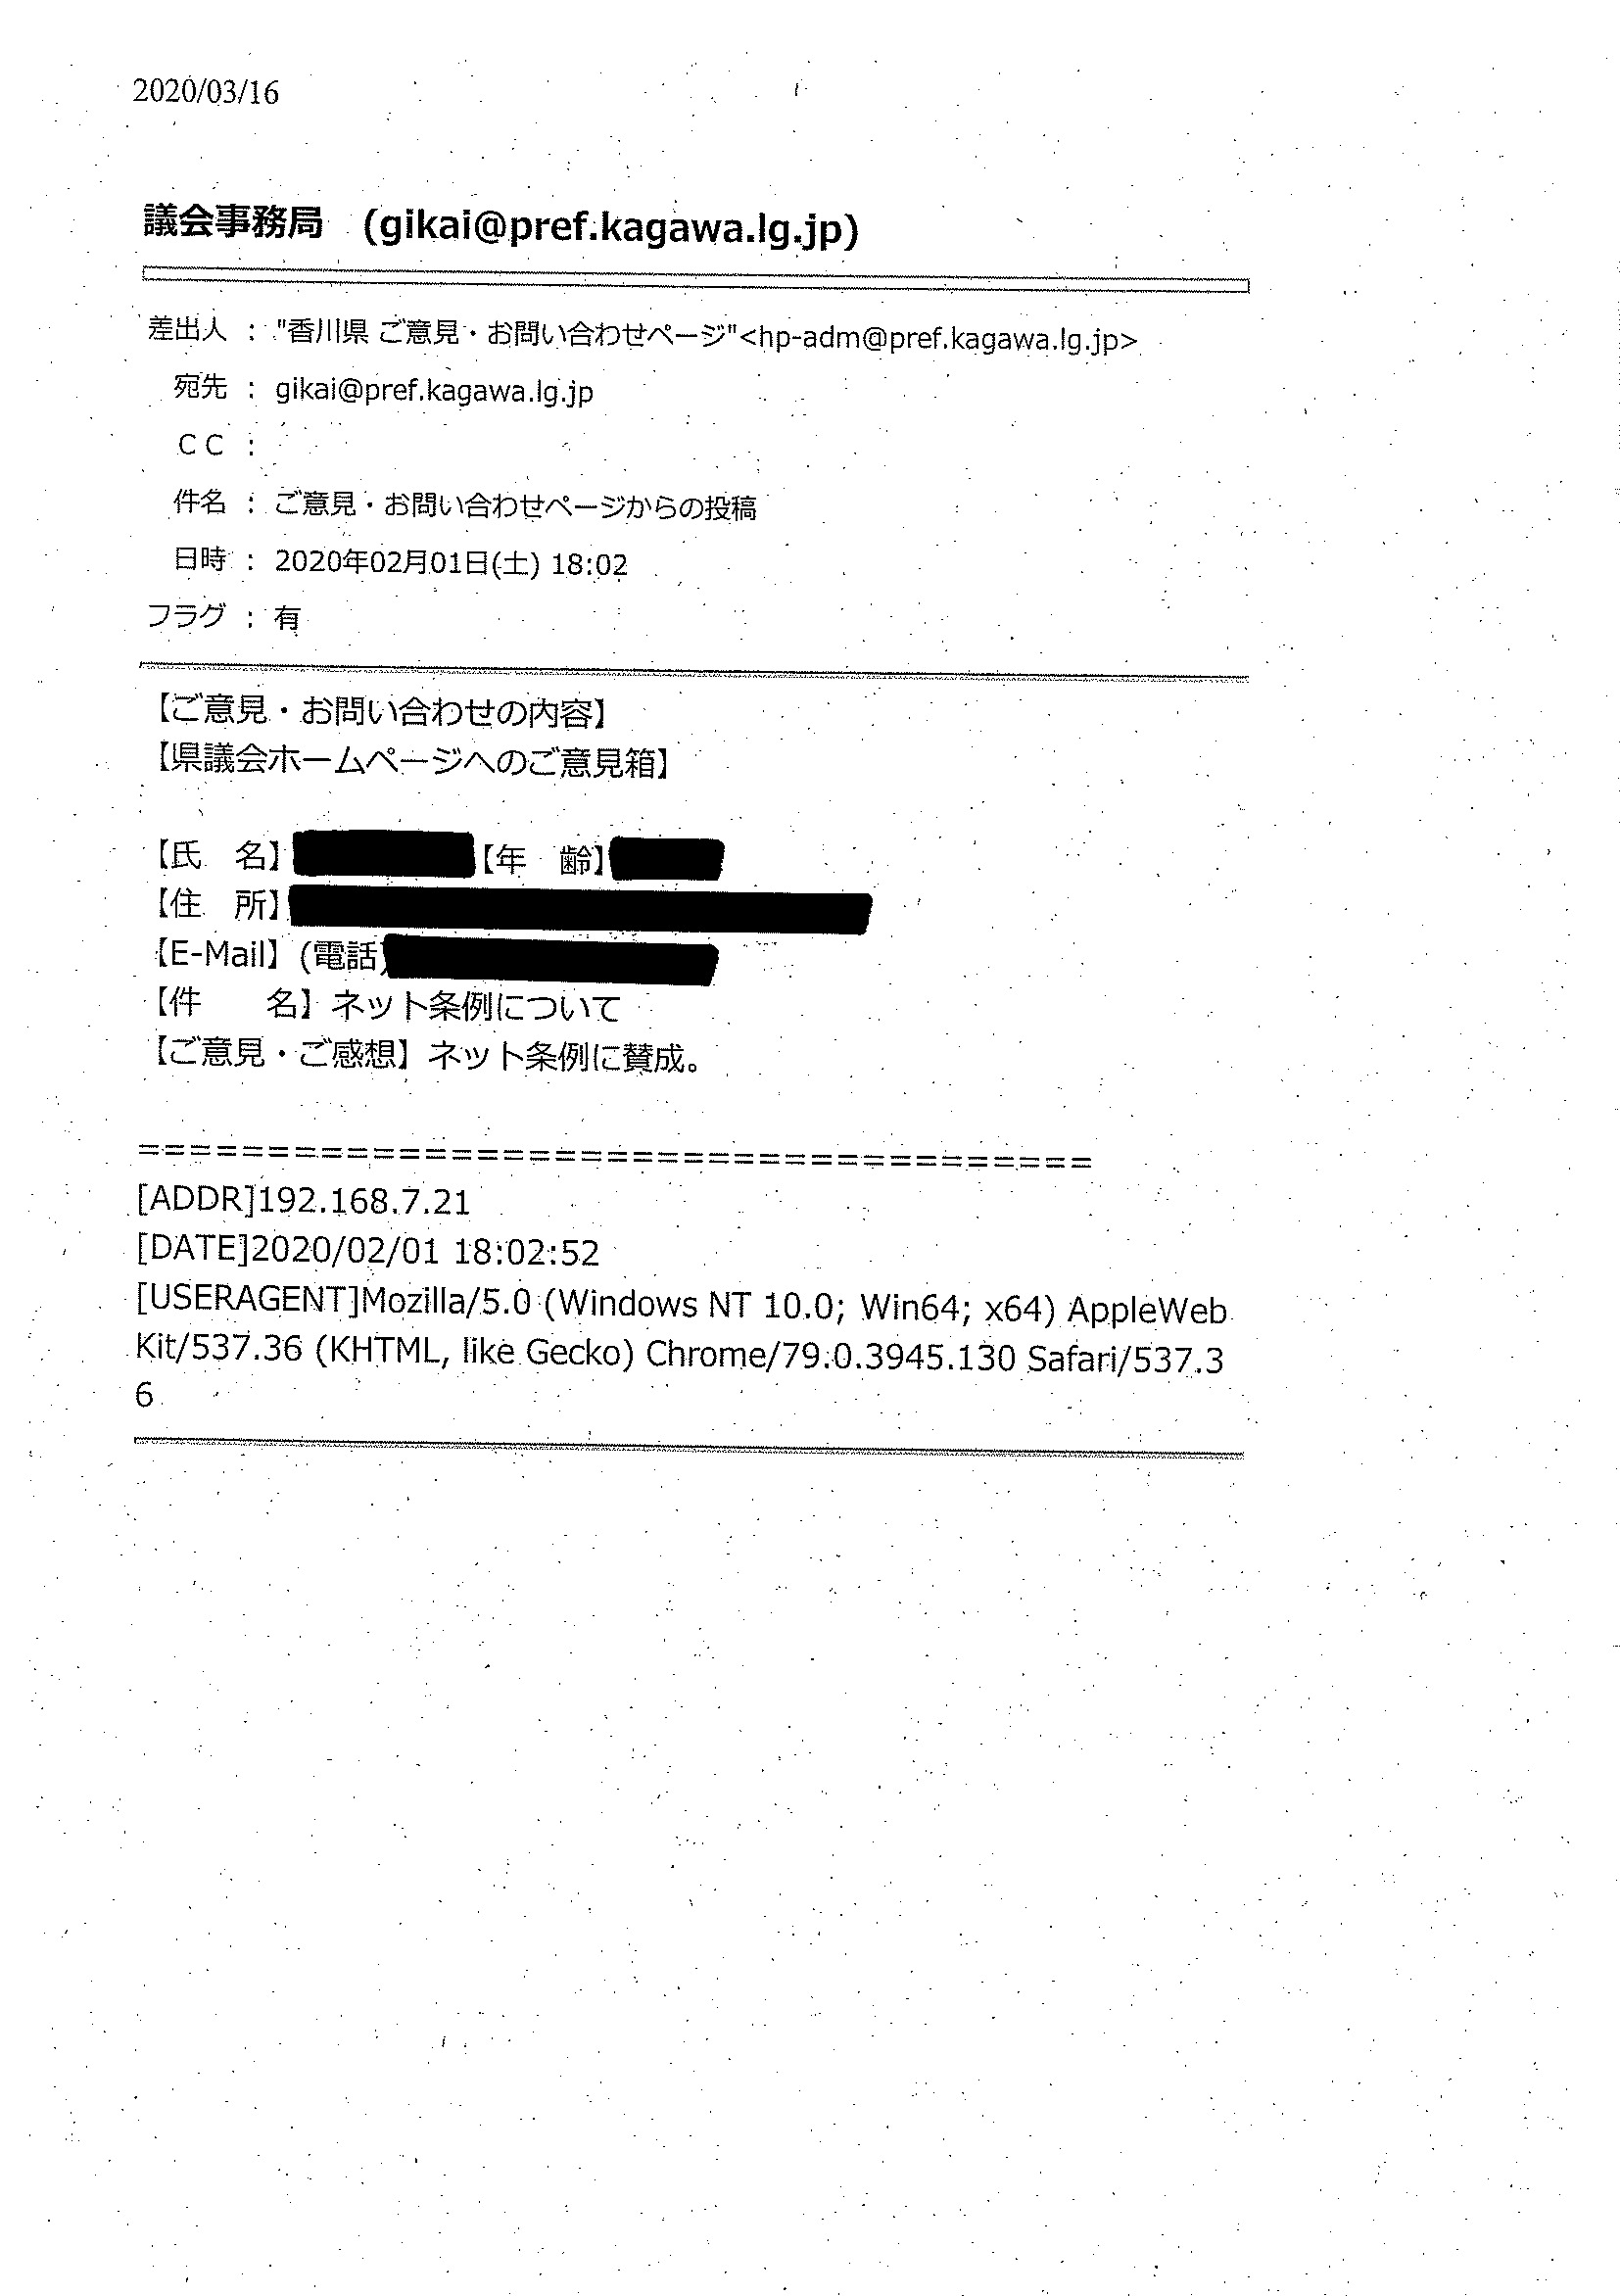 2020/03/16
議会事務局　(gikai@pref.kagawa.lg.jp)
差出人 : "香川県 ご意見・お問い合わせページ"<hp-adm@pref.kagawa.lg.jp>
宛先 : gikai@pref.kagawa.lg.jp
ＣＣ :
件名 : ご意見・お問い合わせページからの投稿
日時 : 2020年02月01日(土) 18:02
フラグ : 有
【ご意見・お問い合わせの内容】
【県議会ホームページへのご意見箱】
【氏　名】【年　齢】
【住　所】
【E-Mail】(電話)
【件　　名】ネット条例について
【ご意見・ご感想】ネット条例に賛成。
=====================================
[ADDR]192.168.7.21
[DATE]2020/02/01 18:02:52
[USERAGENT]Mozilla/5.0 (Windows NT 10.0; Win64; x64) AppleWeb
Kit/537.36 (KHTML, like Gecko) Chrome/79.0.3945.130 Safari/537.3
6